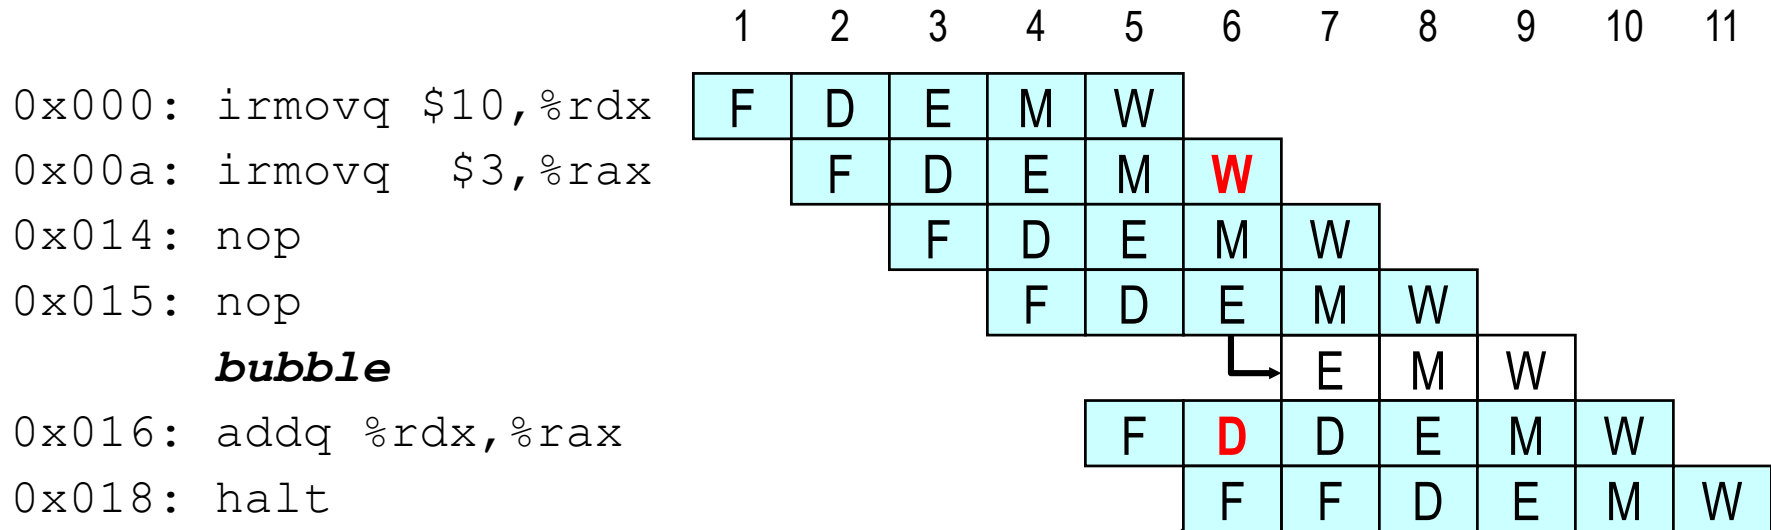 1 2 3 4 5 6 7 8 9 10 11
0x000: irmovq $10,%rdx F D E M W
0x00a: irmovq  $3,%rax F D E M W
0x014: nop F D E M W
0x015: nop F D E M W
bubble E M W
0x016: addq %rdx,%rax F D D E M W
0x018: halt F F D E M W